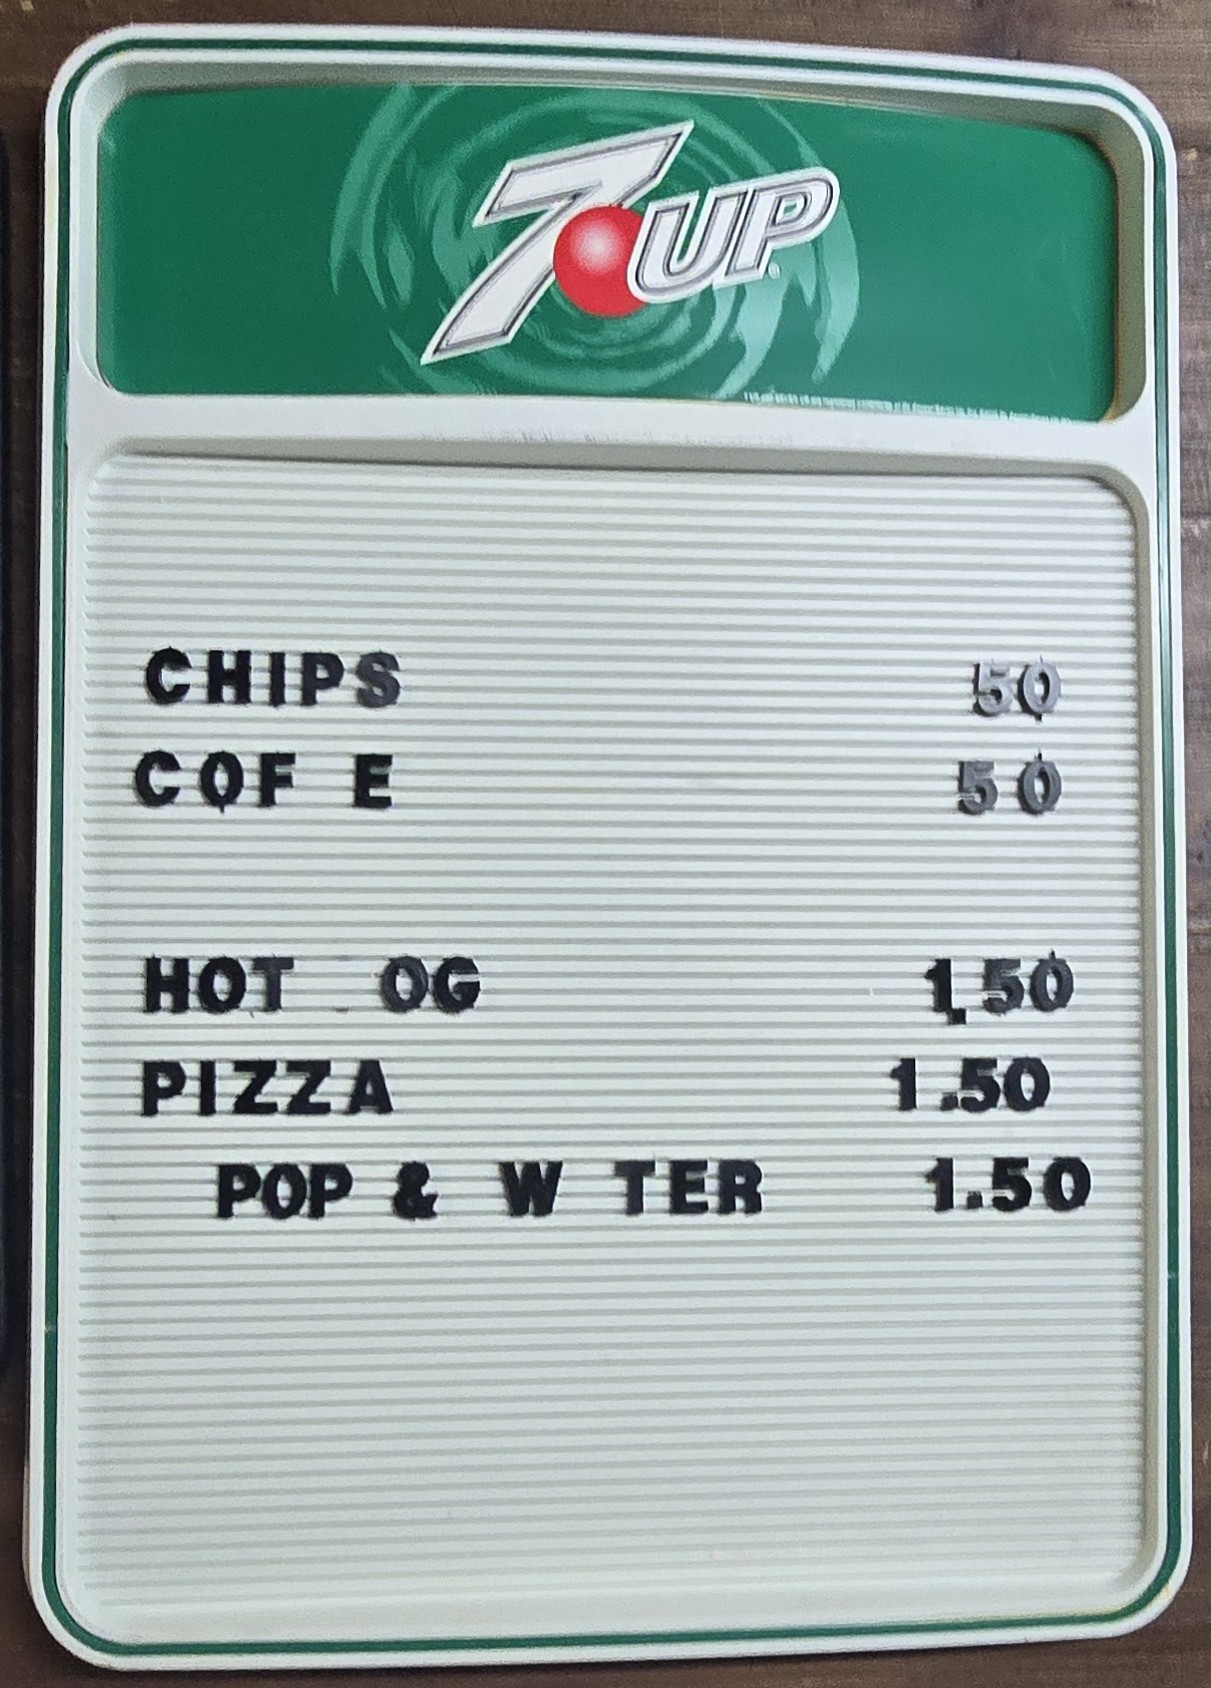 7UP
CHIPS 50
COF E 50
HOT OG 1.50
PIZZA 1.50
POP & W TER 1.50